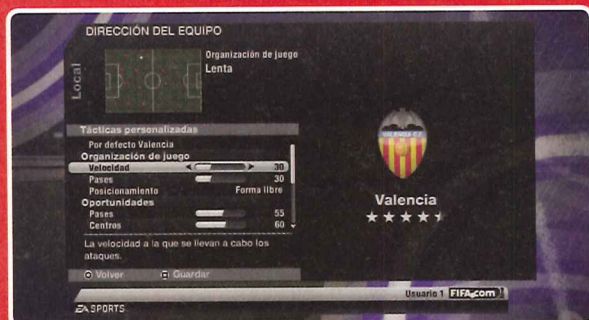 DIRECCIÓN DEL EQUIPO
Local
Organización de juego
Lenta
Tácticas personalizadas
Por defecto Valencia
Organización de juego
Velocidad 30
Pases 30
Posicionamiento Forma libre
Oportunidades
Pases 55
Centros 60
La velocidad a la que se llevan a cabo los
ataques.
Volver Guardar
VALENCIA C.F
Valencia
Usuario 1 FIFA.com
EA SPORTS